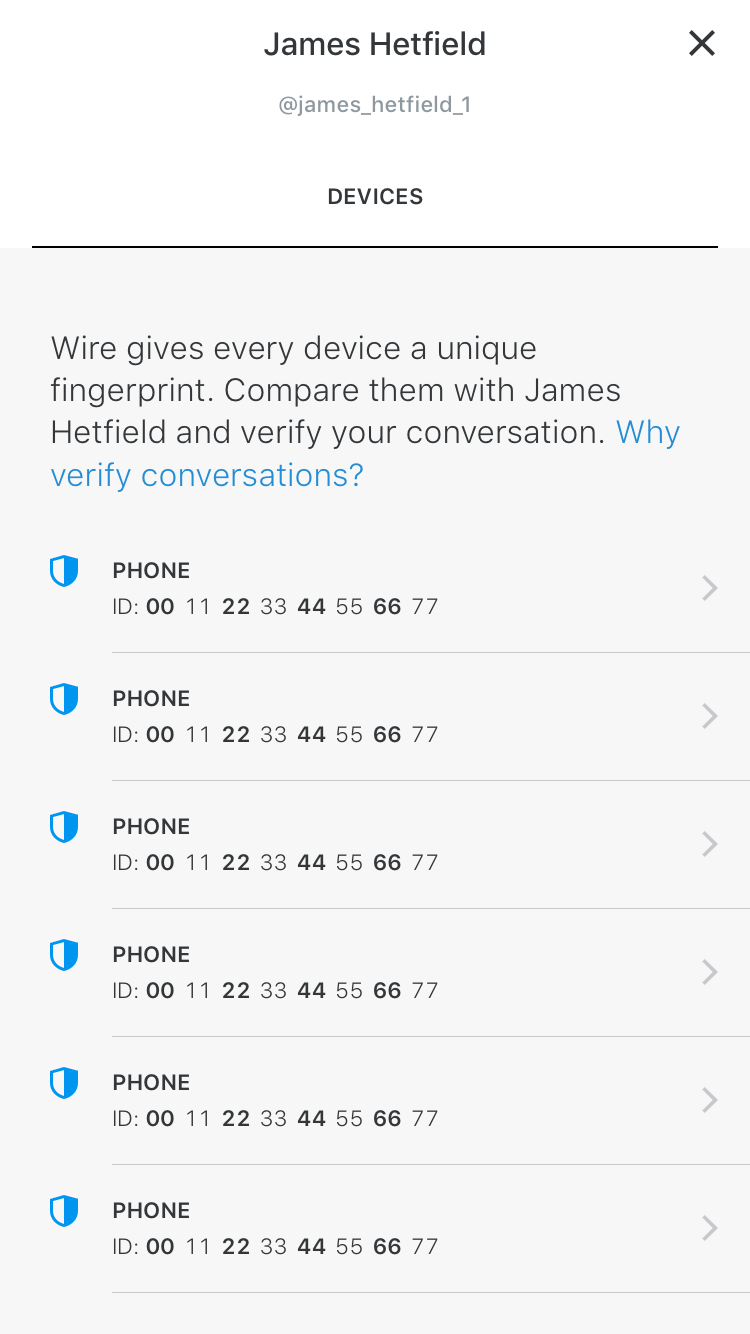 James Hetfield
@james_hetfield_1
DEVICES
Wire gives every device a unique
fingerprint. Compare them with James
Hetfield and verify your conversation. Why
verify conversations?
PHONE
ID: 00 11 22 33 44 55 66 77
PHONE
ID: 00 11 22 33 44 55 66 77
PHONE
ID: 00 11 22 33 44 55 66 77
PHONE
ID: 00 11 22 33 44 55 66 77
PHONE
ID: 00 11 22 33 44 55 66 77
PHONE
ID: 00 11 22 33 44 55 66 77